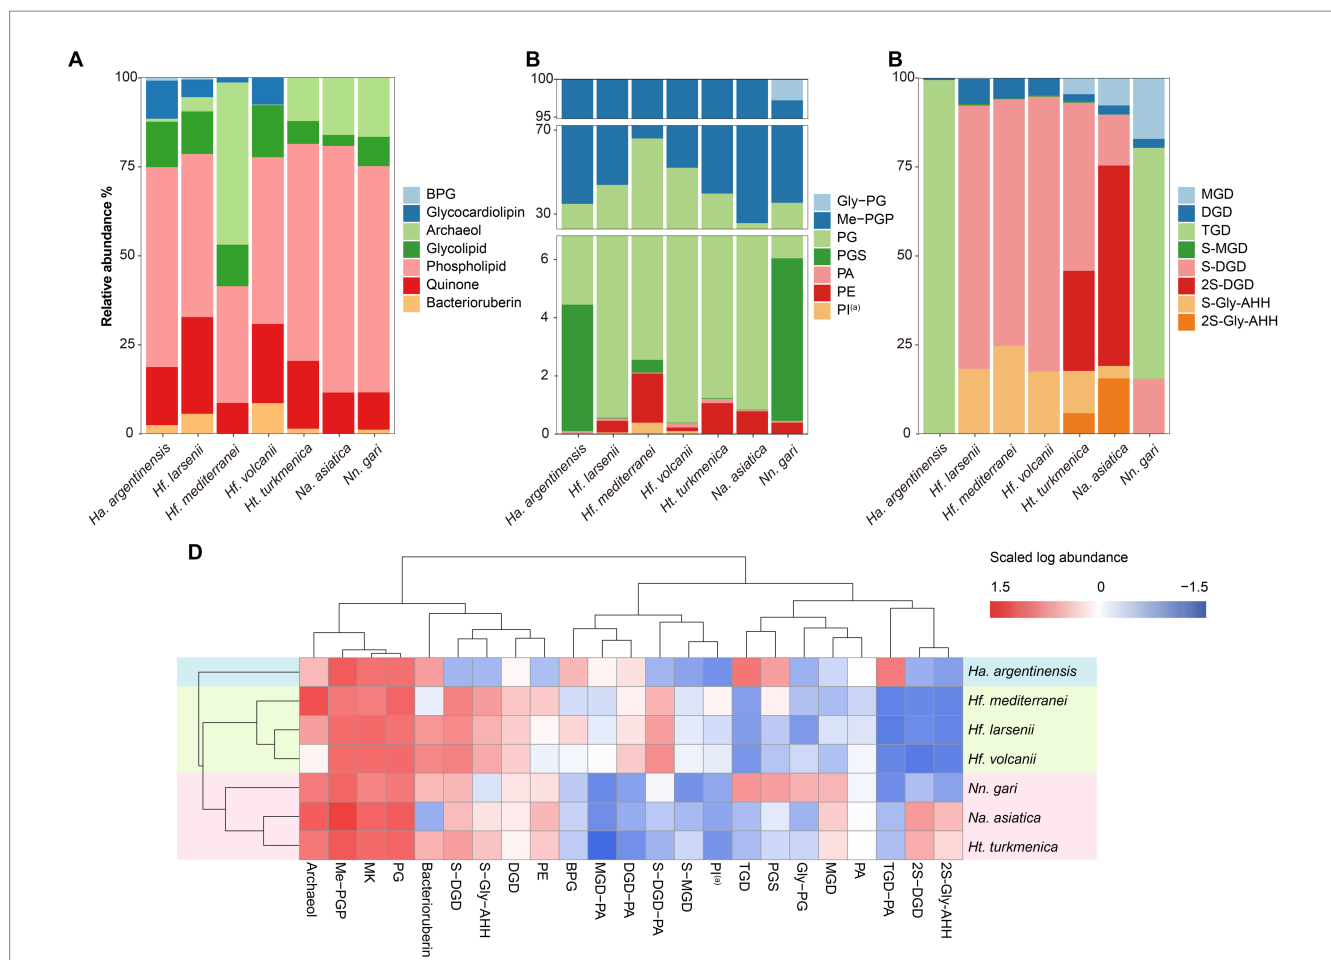 A
B
B
100
75
50
25
0
Relative abundance %
Ha. argentinensis
Hf. larsenii
Hf. mediterranei
Hf. volcanii
Ht. turkmenica
Na. asiatica
Nn. gari
BPG
Glycocardiolipin
Archaeol
Glycolipid
Phospholipid
Quinone
Bacterioruberin
100
95
70
30
6
4
2
0
Ha. argentinensis
Hf. larsenii
Hf. mediterranei
Hf. volcanii
Ht. turkmenica
Na. asiatica
Nn. gari
Gly−PG
Me−PGP
PG
PGS
PA
PE
PI(a)
100
75
50
25
0
Ha. argentinensis
Hf. larsenii
Hf. mediterranei
Hf. volcanii
Ht. turkmenica
Na. asiatica
Nn. gari
MGD
DGD
TGD
S-MGD
S-DGD
2S-DGD
S-Gly-AHH
2S-Gly-AHH
D
Scaled log abundance
1.5 0 −1.5
Ha. argentinensis
Hf. mediterranei
Hf. larsenii
Hf. volcanii
Nn. gari
Na. asiatica
Ht. turkmenica
Archaeol
Me−PGP
MK
PG
Bacterioruberin
S−DGD
S−Gly−AHH
DGD
PE
BPG
MGD−PA
DGD−PA
S−DGD−PA
S−MGD
PI(a)
TGD
PGS
Gly−PG
MGD
PA
TGD−PA
2S−DGD
2S−Gly-AHH